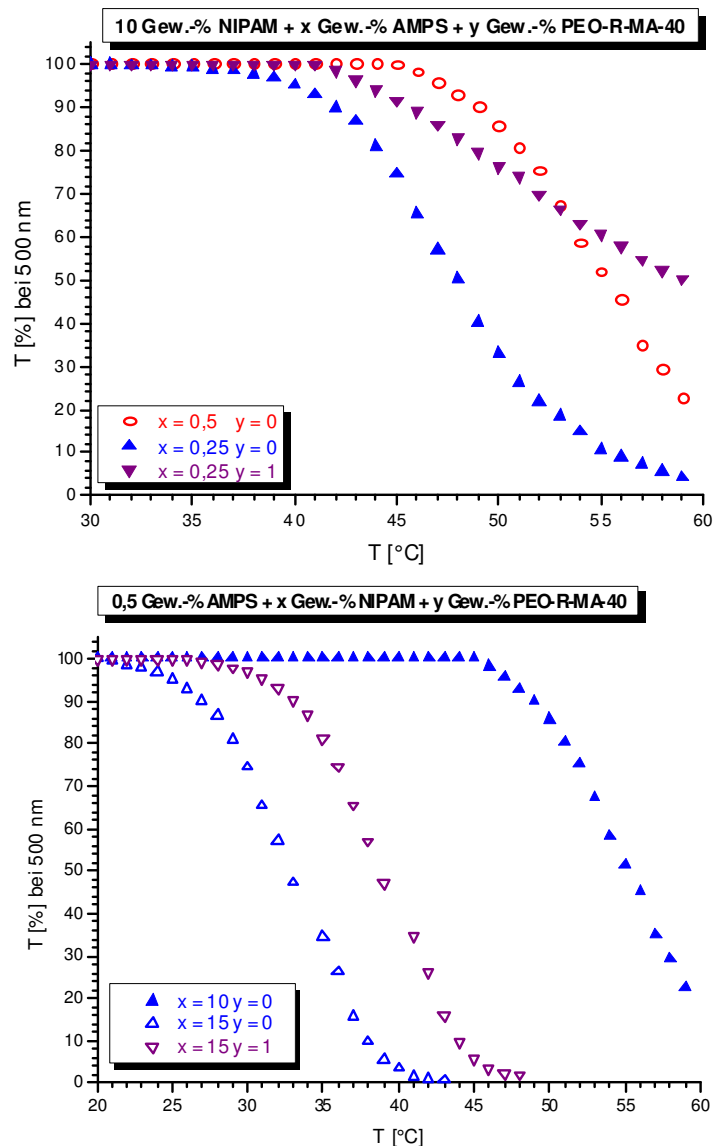 10 Gew.-% NIPAM + x Gew.-% AMPS + y Gew.-% PEO-R-MA-40
T [%] bei 500 nm
100
90
80
70
60
50
40
30
20
10
0
x = 0,5 y = 0
x = 0,25 y = 0
x = 0,25 y = 1
30 35 40 45 50 55 60
T [°C]
0,5 Gew.-% AMPS + x Gew.-% NIPAM + y Gew.-% PEO-R-MA-40
T [%] bei 500 nm
100
90
80
70
60
50
40
30
20
10
0
x = 10 y = 0
x = 15 y = 0
x = 15 y = 1
20 25 30 35 40 45 50 55 60
T [°C]